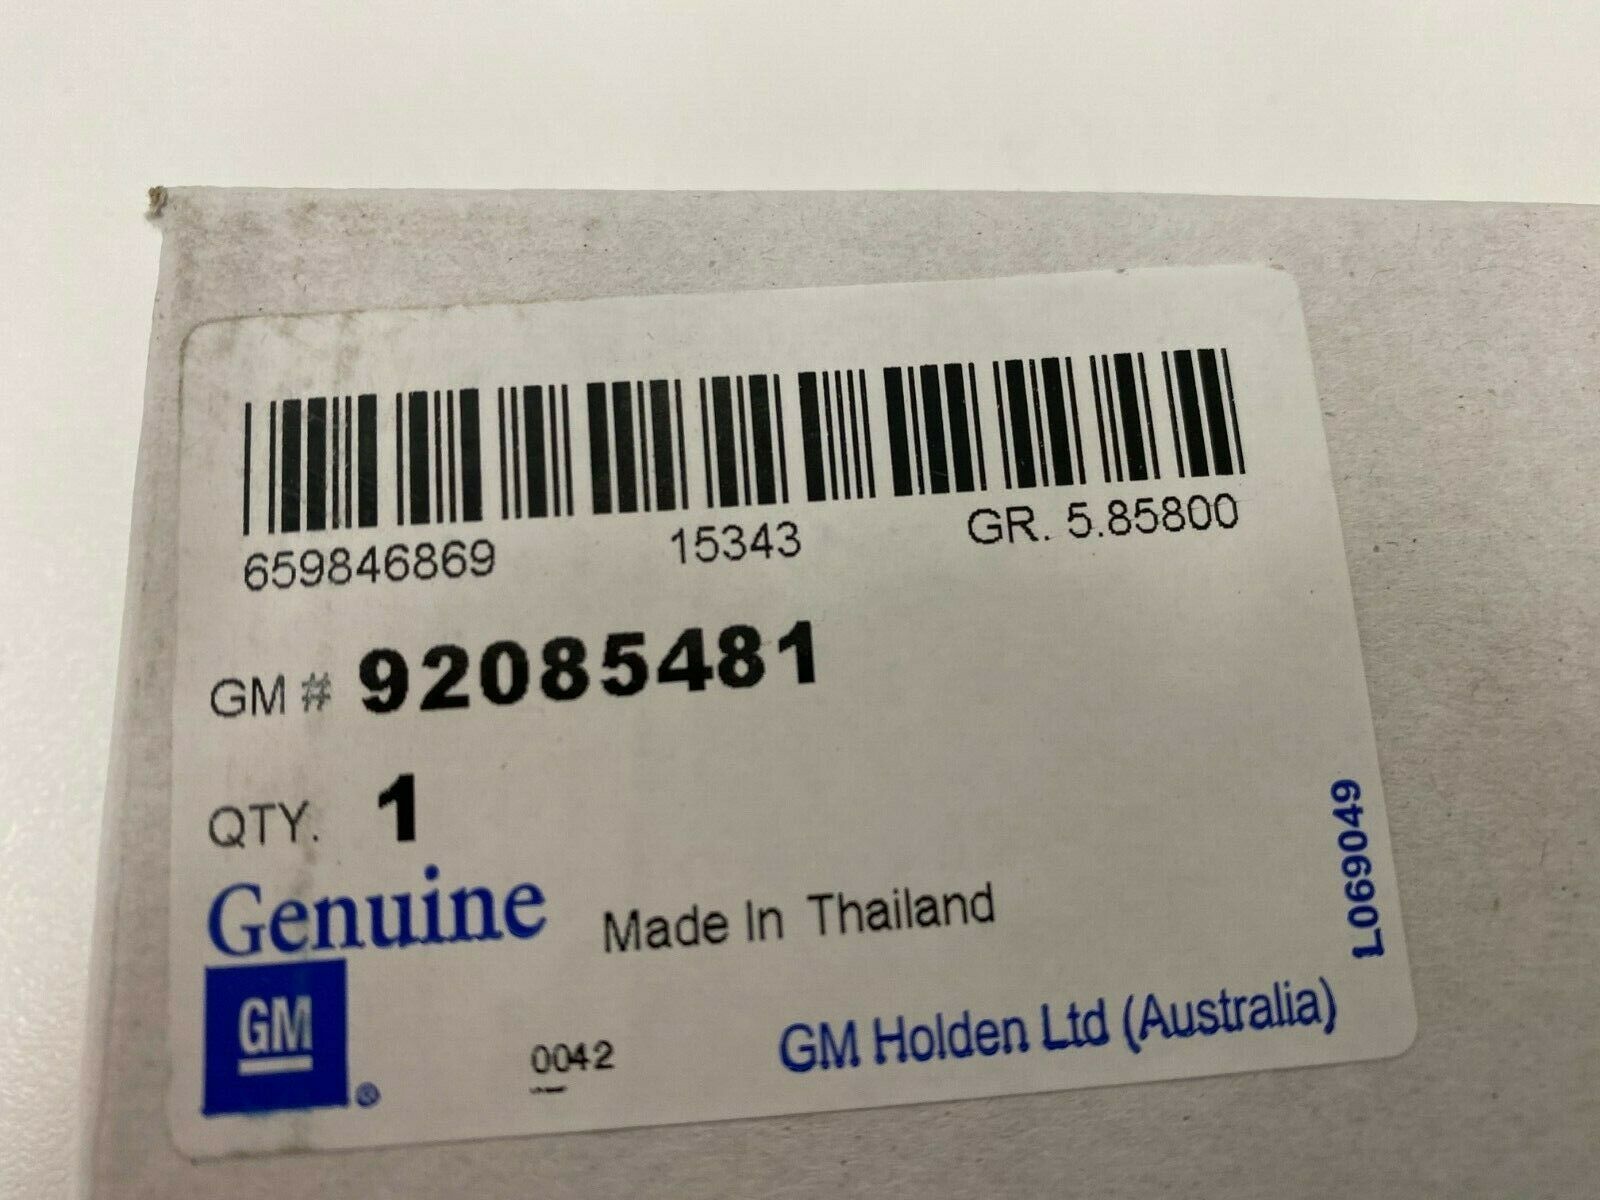 659846869 15343 GR. 5.85800
GM # 92085481
QTY. 1
Genuine Made In Thailand
GM ®
0042
GM Holden Ltd (Australia)
L069049